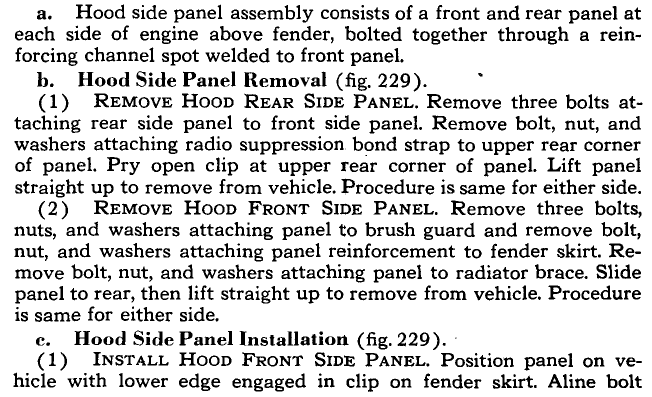 a. Hood side panel assembly consists of a front and rear panel at
each side of engine above fender, bolted together through a rein-
forcing channel spot welded to front panel.
b. Hood Side Panel Removal (fig. 229).
(1) REMOVE HOOD REAR SIDE PANEL. Remove three bolts at-
taching rear side panel to front side panel. Remove bolt, nut, and
washers attaching radio suppression bond strap to upper rear corner
of panel. Pry open clip at upper rear corner of panel. Lift panel
straight up to remove from vehicle. Procedure is same for either side.
(2) REMOVE HOOD FRONT SIDE PANEL. Remove three bolts,
nuts, and washers attaching panel to brush guard and remove bolt,
nut, and washers attaching panel reinforcement to fender skirt. Re-
move bolt, nut, and washers attaching panel to radiator brace. Slide
panel to rear, then lift straight up to remove from vehicle. Procedure
is same for either side.
c. Hood Side Panel Installation (fig. 229).
(1) INSTALL HOOD FRONT SIDE PANEL. Position panel on ve-
hicle with lower edge engaged in clip on fender skirt. Aline bolt